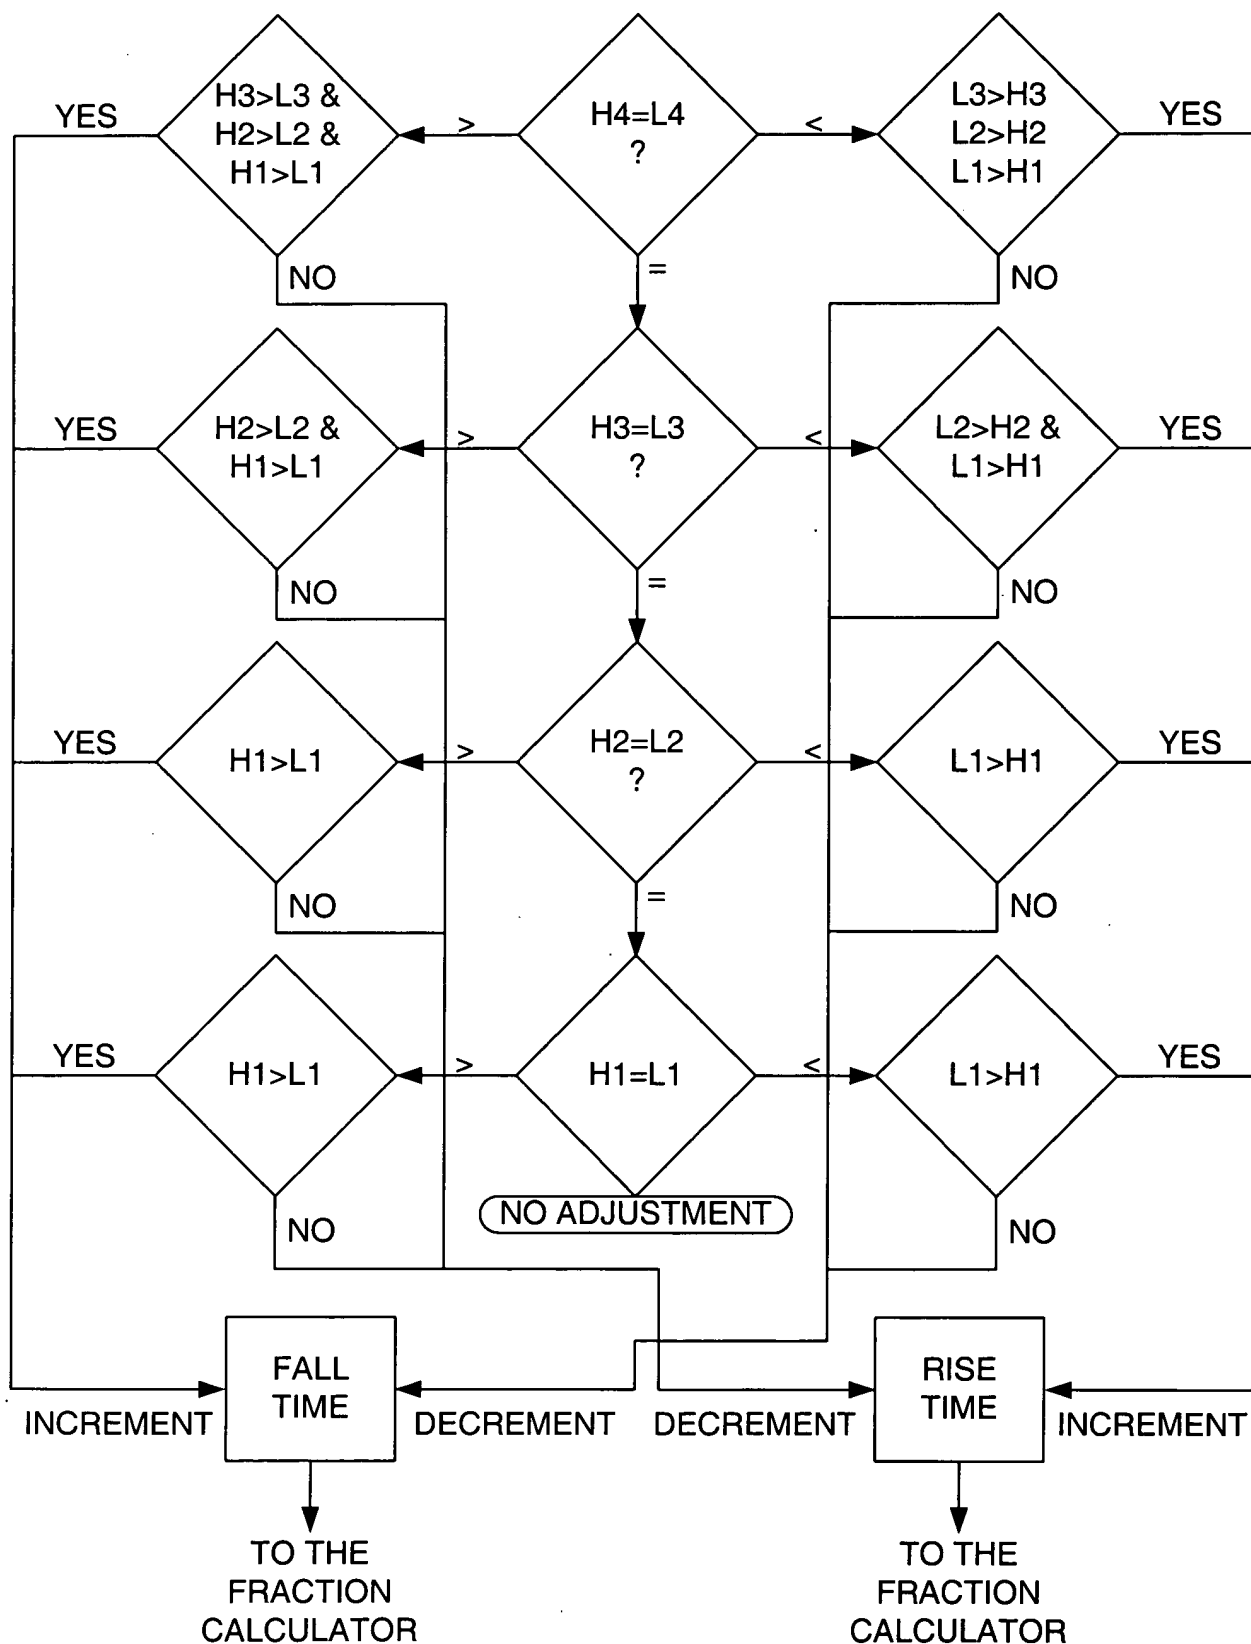 YES
H3>L3 &
H2>L2 &
H1>L1
>
H4=L4
?
<
L3>H3
L2>H2
L1>H1
YES
NO
=
NO
YES
H2>L2 &
H1>L1
>
H3=L3
?
<
L2>H2 &
L1>H1
YES
NO
=
NO
YES
H1>L1
>
H2=L2
?
<
L1>H1
YES
NO
=
NO
YES
H1>L1
>
H1=L1
<
L1>H1
YES
NO
NO ADJUSTMENT
NO
FALL
TIME
RISE
TIME
INCREMENT
DECREMENT
DECREMENT
INCREMENT
TO THE
FRACTION
CALCULATOR
TO THE
FRACTION
CALCULATOR